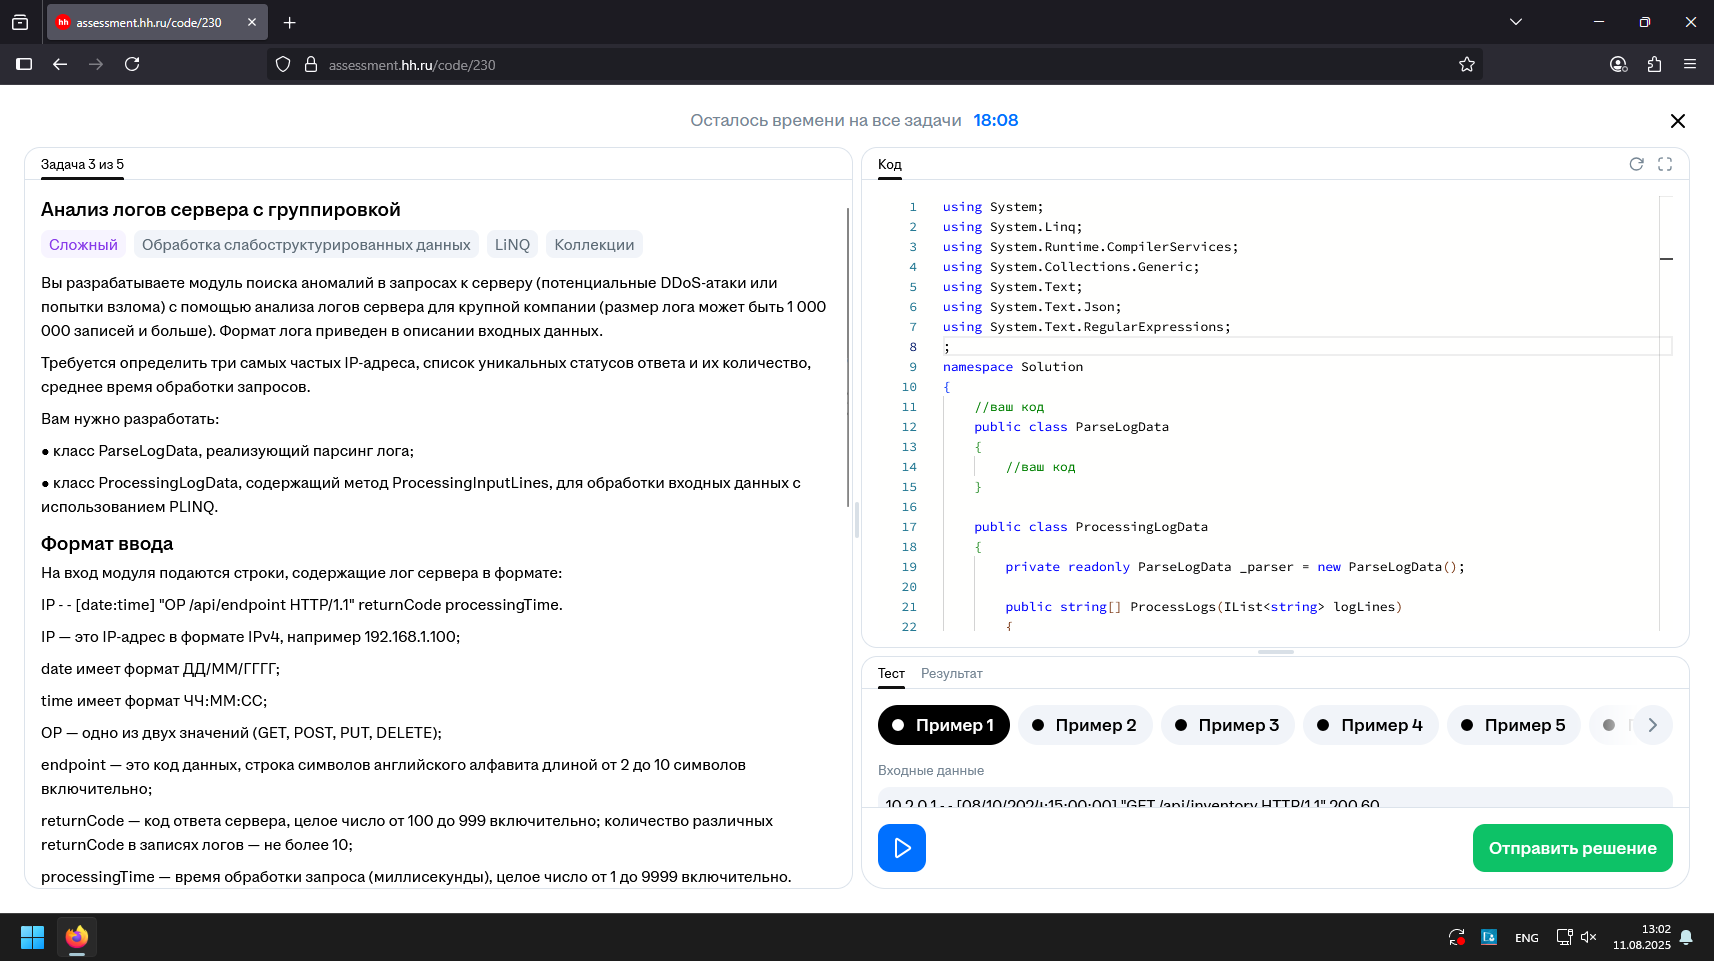 assessment.hh.ru/code/230
assessment.hh.ru/code/230
Осталось времени на все задачи 18:08
Задача 3 из 5
Анализ логов сервера с группировкой
Сложный Обработка слабоструктурированных данных LiNQ Коллекции
Вы разрабатываете модуль поиска аномалий в запросах к серверу (потенциальные DDoS-атаки или
попытки взлома) с помощью анализа логов сервера для крупной компании (размер лога может быть 1 000
000 записей и больше). Формат лога приведен в описании входных данных.
Требуется определить три самых частых IP-адреса, список уникальных статусов ответа и их количество,
среднее время обработки запросов.
Вам нужно разработать:
● класс ParseLogData, реализующий парсинг лога;
● класс ProcessingLogData, содержащий метод ProcessingInputLines, для обработки входных данных с
использованием PLINQ.
Формат ввода
На вход модуля подаются строки, содержащие лог сервера в формате:
IP - - [date:time] "OP /api/endpoint HTTP/1.1" returnCode processingTime.
IP — это IP-адрес в формате IPv4, например 192.168.1.100;
date имеет формат ДД/ММ/ГГГГ;
time имеет формат ЧЧ:ММ:СС;
OP — одно из двух значений (GET, POST, PUT, DELETE);
endpoint — это код данных, строка символов английского алфавита длиной от 2 до 10 символов
включительно;
returnCode — код ответа сервера, целое число от 100 до 999 включительно; количество различных
returnCode в записях логов — не более 10;
processingTime — время обработки запроса (миллисекунды), целое число от 1 до 9999 включительно.
Код
1 using System;
2 using System.Linq;
3 using System.Runtime.CompilerServices;
4 using System.Collections.Generic;
5 using System.Text;
6 using System.Text.Json;
7 using System.Text.RegularExpressions;
8 ;
9 namespace Solution
10 {
11 //ваш код
12 public class ParseLogData
13 {
14 //ваш код
15 }
16
17 public class ProcessingLogData
18 {
19 private readonly ParseLogData _parser = new ParseLogData();
20
21 public string[] ProcessLogs(IList<string> logLines)
22 {
Тест Результат
Пример 1 Пример 2 Пример 3 Пример 4 Пример 5
Входные данные
10.2.0.1 - - [08/10/2024:15:00:00] "GET /api/inventory HTTP/1.1" 200 60
Отправить решение
ENG
13:02
11.08.2025